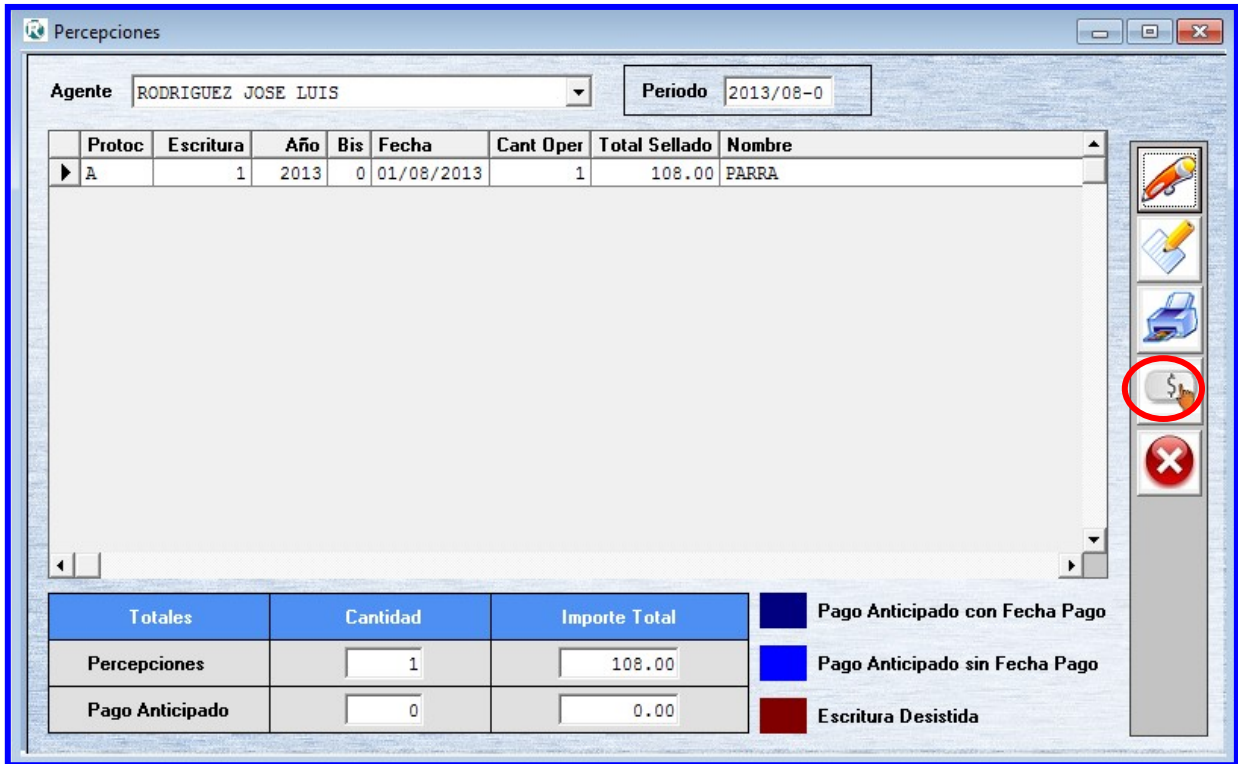 Percepciones
Agente RODRIGUEZ JOSE LUIS Periodo 2013/08-0
Protoc Escritura Año Bis Fecha Cant Oper Total Sellado Nombre
A 1 2013 0 01/08/2013 1 108.00 PARRA
$
Totales Cantidad Importe Total Pago Anticipado con Fecha Pago
Percepciones 1 108.00 Pago Anticipado sin Fecha Pago
Pago Anticipado 0 0.00 Escritura Desistida